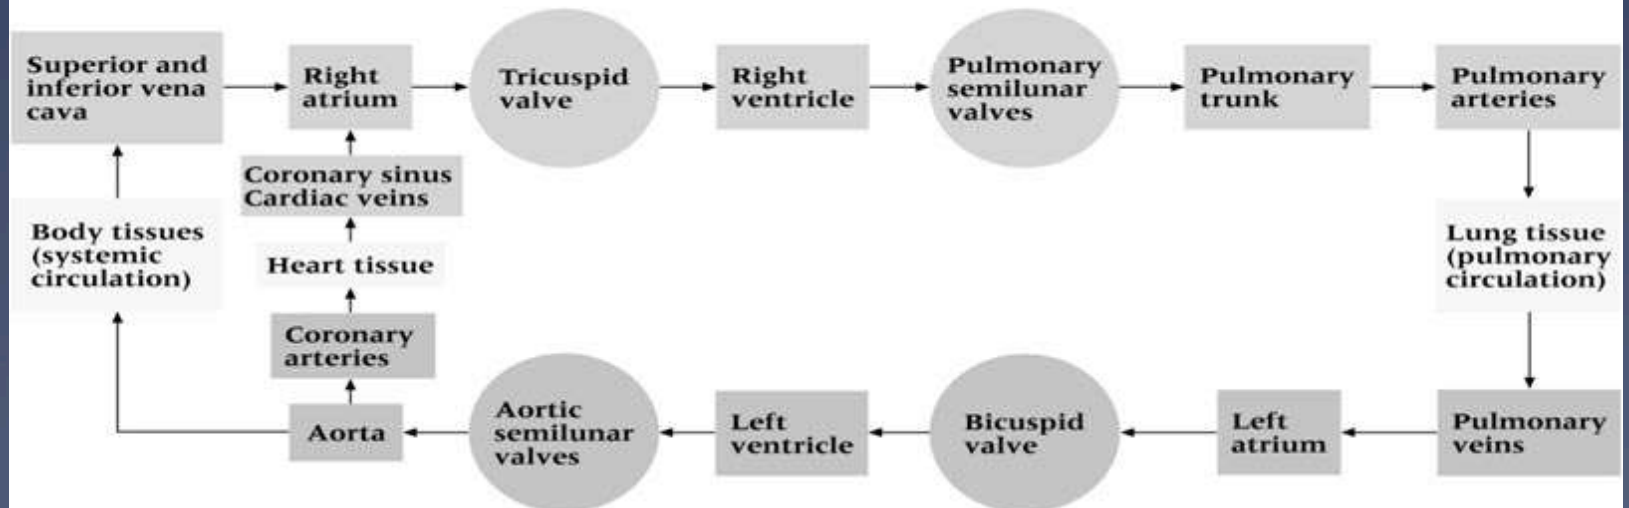 Superior and
inferior vena
cava
Right
atrium
Tricuspid
valve
Right
ventricle
Pulmonary
semilunar
valves
Pulmonary
trunk
Pulmonary
arteries
Coronary sinus
Cardiac veins
Body tissues
(systemic
circulation)
Heart tissue
Lung tissue
(pulmonary
circulation)
Coronary
arteries
Aorta
Aortic
semilunar
valves
Left
ventricle
Bicuspid
valve
Left
atrium
Pulmonary
veins